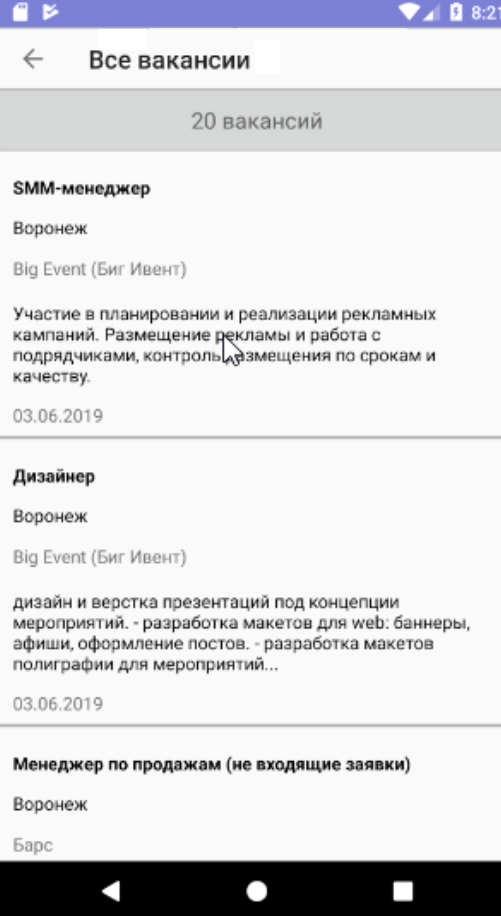 8:21
Все вакансии
20 вакансий
SMM-менеджер
Воронеж
Big Event (Биг Ивент)
Участие в планировании и реализации рекламных
кампаний. Размещение рекламы и работа с
подрядчиками, контроль размещения по срокам и
качеству.
03.06.2019
Дизайнер
Воронеж
Big Event (Биг Ивент)
дизайн и верстка презентаций под концепции
мероприятий. - разработка макетов для web: баннеры,
афиши, оформление постов. - разработка макетов
полиграфии для мероприятий...
03.06.2019
Менеджер по продажам (не входящие заявки)
Воронеж
Барс